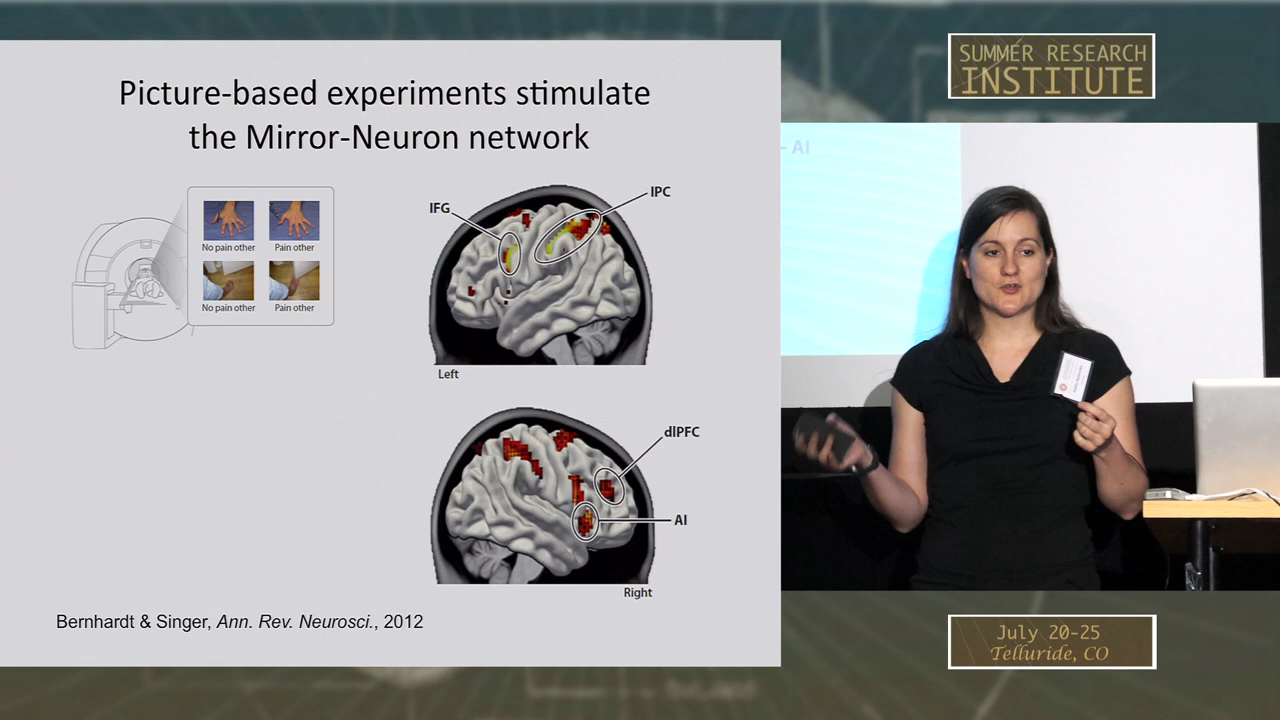 Picture-based experiments stimulate
the Mirror-Neuron network
No pain other
Pain other
No pain other
Pain other
IFG
IPC
Left
dlPFC
AI
Right
Bernhardt & Singer, Ann. Rev. Neurosci., 2012
SUMMER RESEARCH
INSTITUTE
- AI
July 20-25
Telluride, CO